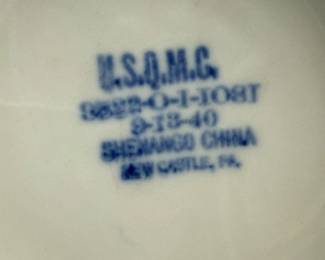 U.S.Q.M.C.
9-13-40
SHENANGO CHINA
NEW CASTLE, PA.